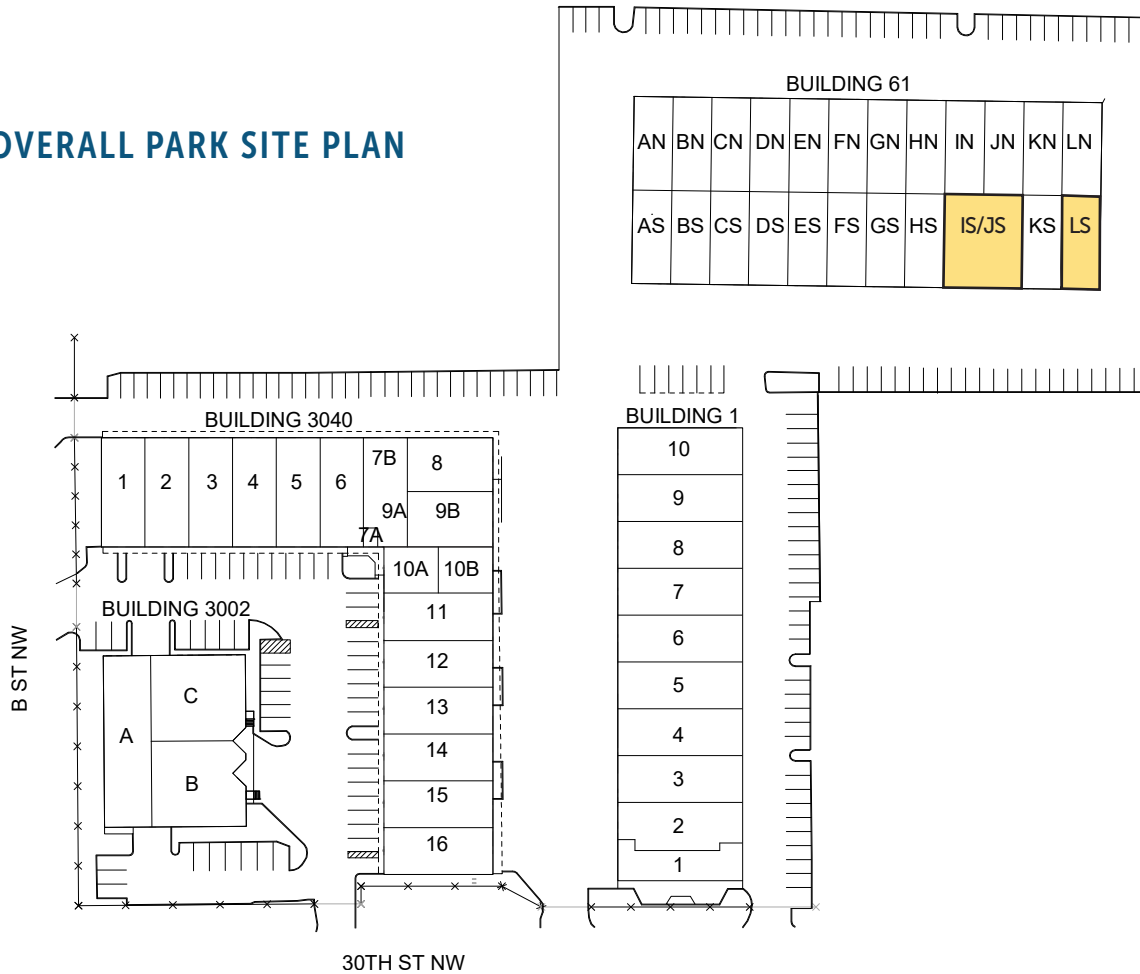 OVERALL PARK SITE PLAN
BUILDING 61
AN BN CN DN EN FN GN HN IN JN KN LN
AS BS CS DS ES FS GS HS IS/JS KS LS
BUILDING 3040
1 2 3 4 5 6 7B 8
9A 9B
7A
10A 10B
11
12
13
14
15
16
BUILDING 1
10
9
8
7
6
5
4
3
2
1
BUILDING 3002
A
C
B
B ST NW
30TH ST NW